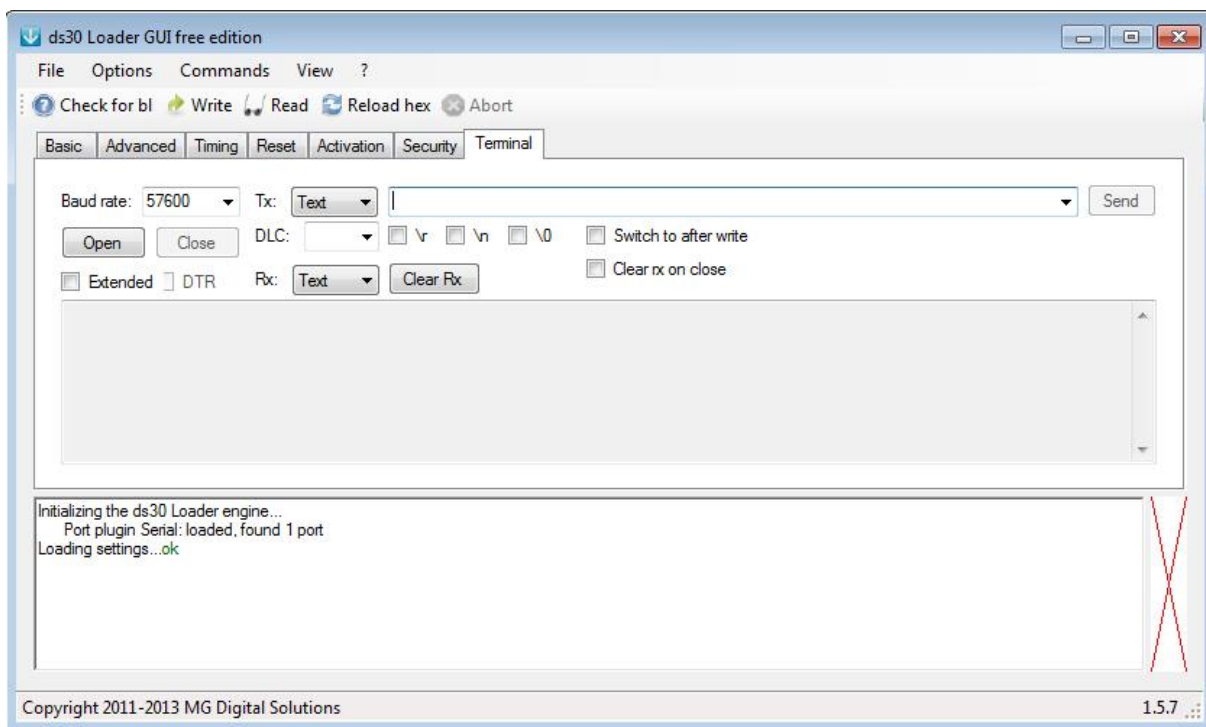 ds30 Loader GUI free edition
File Options Commands View ?
Check for bl Write Read Reload hex Abort
Basic Advanced Timing Reset Activation Security Terminal
Baud rate: 57600 Tx: Text Send
Open Close DLC: \r \n \0 Switch to after write
Extended DTR Rx: Text Clear Rx Clear rx on close
Initializing the ds30 Loader engine...
Port plugin Serial: loaded, found 1 port
Loading settings...ok
Copyright 2011-2013 MG Digital Solutions 1.5.7